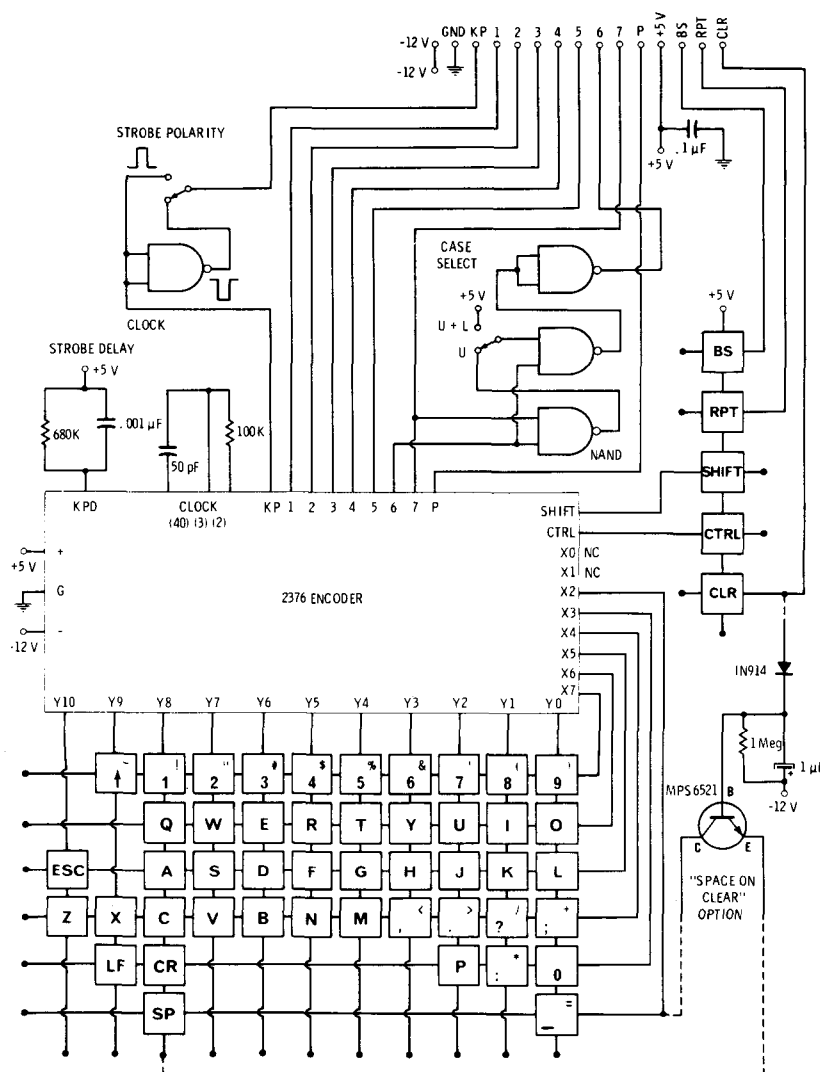 -12 V GND KP 1 2 3 4 5 6 7 P +5 V BS RPT CLR
-12 V
STROBE POLARITY
.1 µF
+5 V
CASE
SELECT
+5 V
U + L
U
NAND
CLOCK
STROBE DELAY
+5 V
680K
.001 µF
50 pF
100K
+5 V
BS
RPT
SHIFT
CTRL
CLR
KPD
CLOCK
(40) (3) (2)
KP 1 2 3 4 5 6 7 P
SHIFT
CTRL
X0 NC
X1 NC
X2
X3
X4
X5
X6
X7
+
+5 V
G
-
-12 V
2376 ENCODER
Y10 Y9 Y8 Y7 Y6 Y5 Y4 Y3 Y2 Y1 Y0
IN914
1 Meg
1 µF
+
-12 V
MPS 6521
B
C
E
"SPACE ON
CLEAR"
OPTION
↑ ~ 1 ! 2 " 3 # 4 $ 5 % 6 & 7 ' 8 ( 9 )
Q W E R T Y U I O
ESC A S D F G H J K L
Z X C V B N M , < . > ? / ; +
LF CR P : * 0
SP _ =